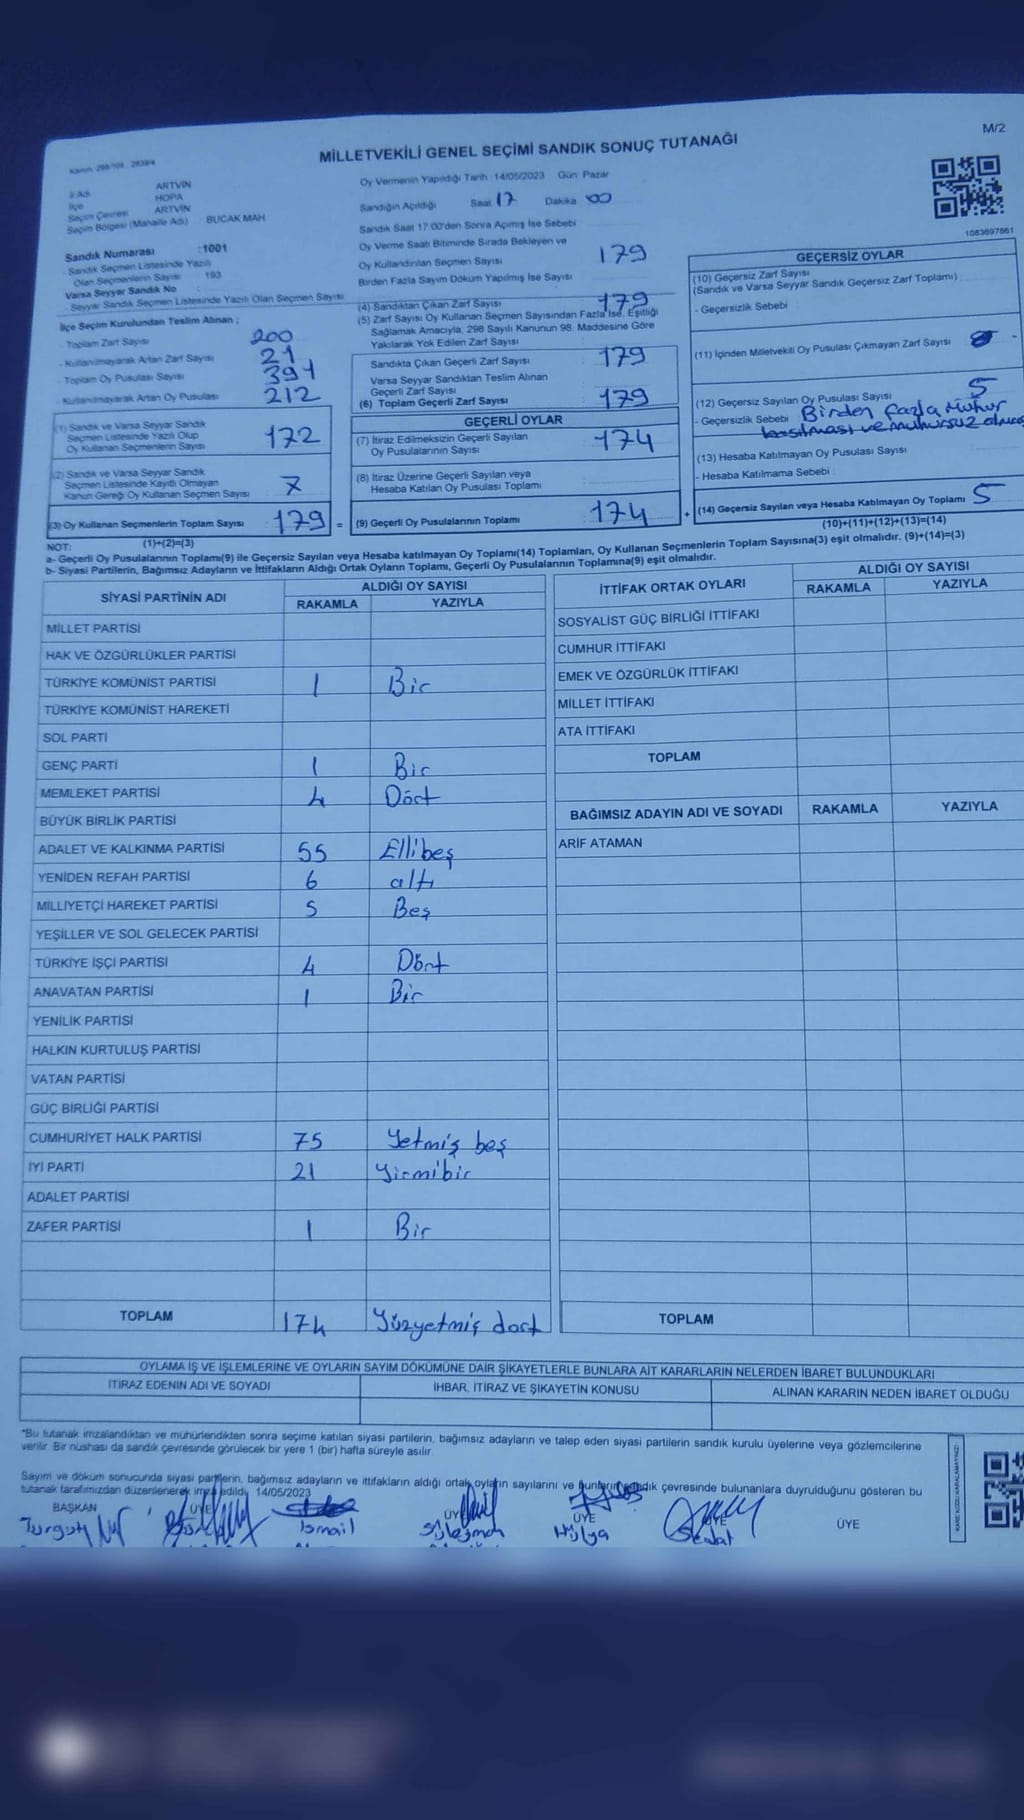 M/2
MİLLETVEKİLİ GENEL SEÇİMİ SANDIK SONUÇ TUTANAĞI
İl Adı ARTVİN
İlçe HOPA
Seçim Çevresi ARTVİN
Seçim Bölgesi (Mahalle Adı) BUCAK MAH
Sandık Numarası :1001
Sandık Seçmen Listesinde Yazılı
Olan Seçmenlerin Sayısı 193
Varsa Seyyar Sandık No :
Seyyar Sandık Seçmen Listesinde Yazılı Olan Seçmen Sayısı
İlçe Seçim Kurulundan Teslim Alınan ;
- Toplam Zarf Sayısı 200
- Kullanılmayarak Artan Zarf Sayısı 21
- Toplam Oy Pusulası Sayısı 391
- Kullanılmayarak Artan Oy Pusulası 212
(1) Sandık ve Varsa Seyyar Sandık
Seçmen Listesinde Yazılı Olup
Oy Kullanan Seçmenlerin Sayısı 172
(2) Sandık ve Varsa Seyyar Sandık
Seçmen Listesinde Kayıtlı Olmayan
Kanun Gereği Oy Kullanan Seçmen Sayısı 7
(3) Oy Kullanan Seçmenlerin Toplam Sayısı 179 =
(1)+(2)=(3)
Oy Vermenin Yapıldığı Tarih :14/05/2023 Gün Pazar
Sandığın Açıldığı Saat 17 Dakika 00
Sandık Saat 17:00'den Sonra Açımış İse Sebebi
Oy Verme Saati Bitiminde Sırada Bekleyen ve
Oy Kullandırılan Seçmen Sayısı 179
Birden Fazla Sayım Döküm Yapılmış İse Sayısı
(4) Sandıktan Çıkan Zarf Sayısı 179
(5) Zarf Sayısı Oy Kullanan Seçmen Sayısından Fazla İse, Eşitliği
Sağlamak Amacıyla, 298 Sayılı Kanunun 98. Maddesine Göre
Yakılarak Yok Edilen Zarf Sayısı
Sandıkta Çıkan Geçerli Zarf Sayısı 179
Varsa Seyyar Sandıktan Teslim Alınan
Geçerli Zarf Sayısı
(6) Toplam Geçerli Zarf Sayısı 179
GEÇERLİ OYLAR
(7) İtiraz Edilmeksizin Geçerli Sayılan
Oy Pusulalarının Sayısı 174
(8) İtiraz Üzerine Geçerli Sayılan veya
Hesaba Katılan Oy Pusulası Toplamı
(9) Geçerli Oy Pusulalarının Toplamı 174 +
1083697861
GEÇERSİZ OYLAR
(10) Geçersiz Zarf Sayısı
(Sandık ve Varsa Seyyar Sandık Geçersiz Zarf Toplamı)
- Geçersizlik Sebebi :
(11) İçinden Milletvekili Oy Pusulası Çıkmayan Zarf Sayısı
(12) Geçersiz Sayılan Oy Pusulası Sayısı 5
- Geçersizlik Sebebi Birden fazla mühür
basılması ve mühürsüz
(13) Hesaba Katılmayan Oy Pusulası Sayısı
- Hesaba Katılmama Sebebi :
(14) Geçersiz Sayılan veya Hesaba Katılmayan Oy Toplamı 5
(10)+(11)+(12)+(13)=(14)
NOT:
a- Geçerli Oy Pusulalarının Toplamı(9) ile Geçersiz Sayılan veya Hesaba katılmayan Oy Toplamı(14) Toplamları, Oy Kullanan Seçmenlerin Toplam Sayısına(3) eşit olmalıdır. (9)+(14)=(3)
b- Siyasi Partilerin, Bağımsız Adayların ve İttifakların Aldığı Ortak Oyların Toplamı, Geçerli Oy Pusulalarının Toplamına(9) eşit olmalıdır.
SİYASİ PARTİNİN ADI ALDIĞI OY SAYISI
RAKAMLA YAZIYLA
MİLLET PARTİSİ
HAK VE ÖZGÜRLÜKLER PARTİSİ
TÜRKİYE KOMÜNİST PARTİSİ 1 Bir
TÜRKİYE KOMÜNİST HAREKETİ
SOL PARTİ
GENÇ PARTİ 1 Bir
MEMLEKET PARTİSİ 4 Dört
BÜYÜK BİRLİK PARTİSİ
ADALET VE KALKINMA PARTİSİ 55 Ellibeş
YENİDEN REFAH PARTİSİ 6 altı
MİLLİYETÇİ HAREKET PARTİSİ 5 Beş
YEŞİLLER VE SOL GELECEK PARTİSİ
TÜRKİYE İŞÇİ PARTİSİ 4 Dört
ANAVATAN PARTİSİ 1 Bir
YENİLİK PARTİSİ
HALKIN KURTULUŞ PARTİSİ
VATAN PARTİSİ
GÜÇ BİRLİĞİ PARTİSİ
CUMHURİYET HALK PARTİSİ 75 Yetmiş beş
İYİ PARTİ 21 Yirmibir
ADALET PARTİSİ
ZAFER PARTİSİ 1 Bir
TOPLAM 174 Yüzyetmiş dört
İTTİFAK ORTAK OYLARI ALDIĞI OY SAYISI
RAKAMLA YAZIYLA
SOSYALİST GÜÇ BİRLİĞİ İTTİFAKI
CUMHUR İTTİFAKI
EMEK VE ÖZGÜRLÜK İTTİFAKI
MİLLET İTTİFAKI
ATA İTTİFAKI
TOPLAM
BAĞIMSIZ ADAYIN ADI VE SOYADI RAKAMLA YAZIYLA
ARİF ATAMAN
TOPLAM
OYLAMA İŞ VE İŞLEMLERİNE VE OYLARIN SAYIM DÖKÜMÜNE DAİR ŞİKAYETLERLE BUNLARA AİT KARARLARIN NELERDEN İBARET BULUNDUKLARI
İTİRAZ EDENİN ADI VE SOYADI İHBAR, İTİRAZ VE ŞİKAYETİN KONUSU ALINAN KARARIN NEDEN İBARET OLDUĞU
"Bu tutanak imzalandıktan ve mühürlendikten sonra seçime katılan siyasi partilerin, bağımsız adayların ve talep eden siyasi partilerin sandık kurulu üyelerine veya gözlemcilerine
verilir. Bir nüshası da sandık çevresinde görülecek bir yere 1 (bir) hafta süreyle asılır.
Sayım ve döküm sonucunda siyasi partilerin, bağımsız adayların ve ittifakların aldığı ortak oyların sayılarını ve bunların sandık çevresinde bulunanlara duyrulduğunu gösteren bu
tutanak tarafımızdan düzenlenerek imza edildi. 14/05/2023
BAŞKAN ÜYE ÜYE ÜYE ÜYE ÜYE
Turgut İsmail Süleyman Hülya Sedat